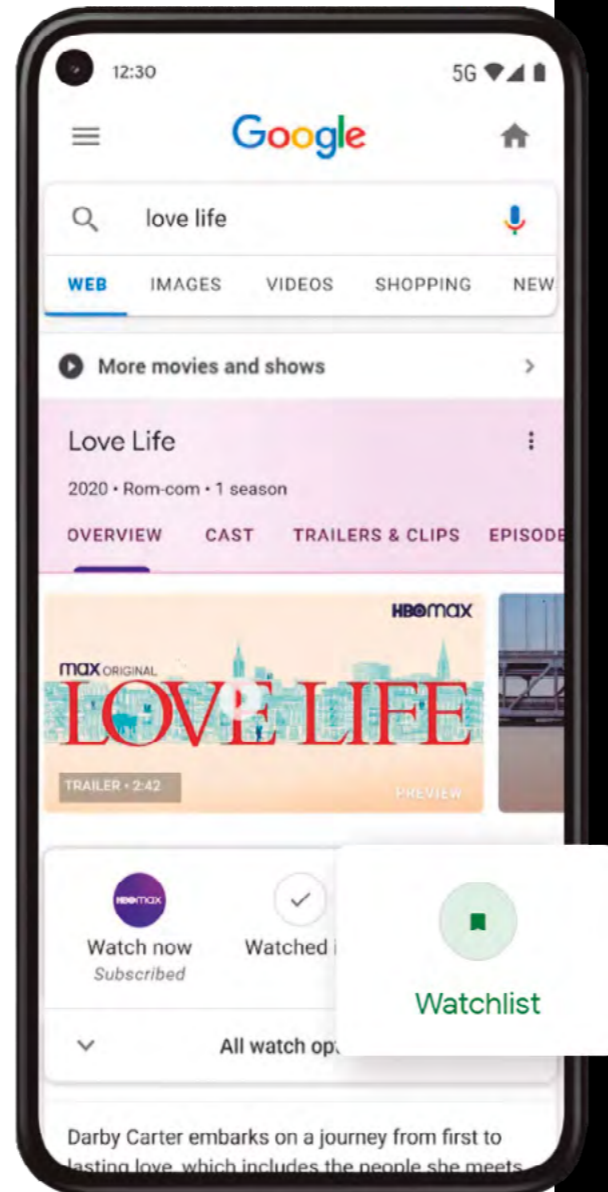 12:30 5G
Google
love life
WEB IMAGES VIDEOS SHOPPING NEW
More movies and shows
Love Life
2020 • Rom-com • 1 season
OVERVIEW CAST TRAILERS & CLIPS EPISODE
HBOmax
max ORIGINAL
LOVE LIFE
TRAILER • 2:42 PREVIEW
HBOmax
Watch now Watched i
Subscribed
Watchlist
All watch opt
Darby Carter embarks on a journey from first to
lasting love, which includes the people she meets